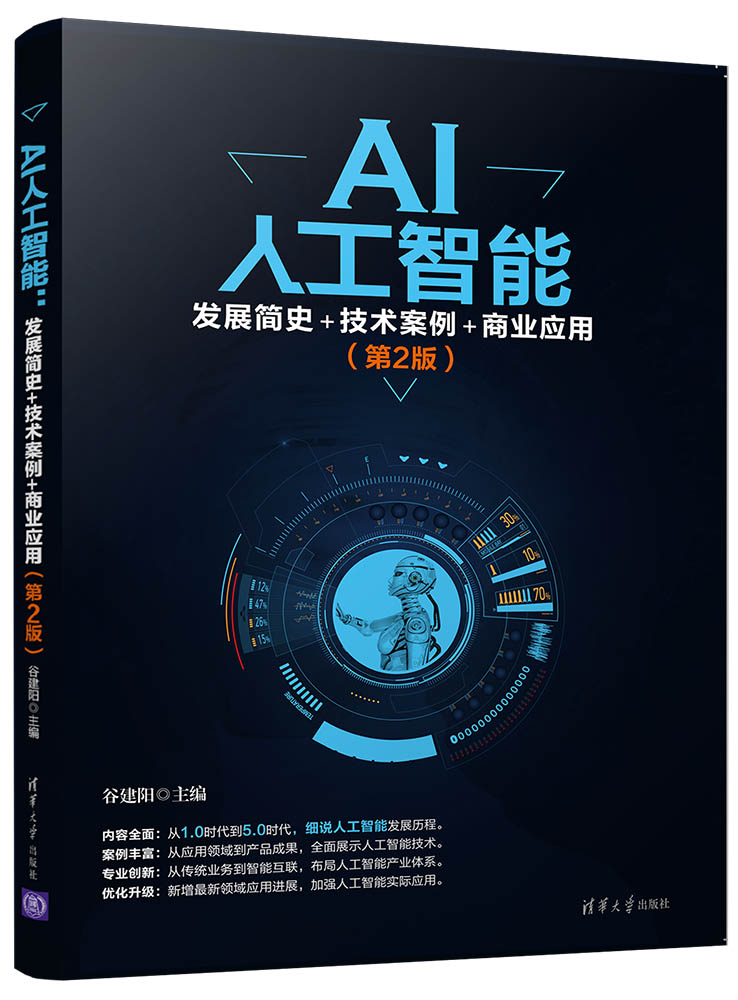 AI
人工智能
发展简史+技术案例+商业应用
（第2版）
E
30%
10%
70%
12%
47%
26%
15%
TEMPERATURE
谷建阳◎主编
内容全面：从1.0时代到5.0时代，细说人工智能发展历程。
案例丰富：从应用领域到产品成果，全面展示人工智能技术。
专业创新：从传统业务到智能互联，布局人工智能产业体系。
优化升级：新增最新领域应用进展，加强人工智能实际应用。
清华大学出版社
AI人工智能：发展简史+技术案例+商业应用（第2版）
谷建阳◎主编
清华大学出版社